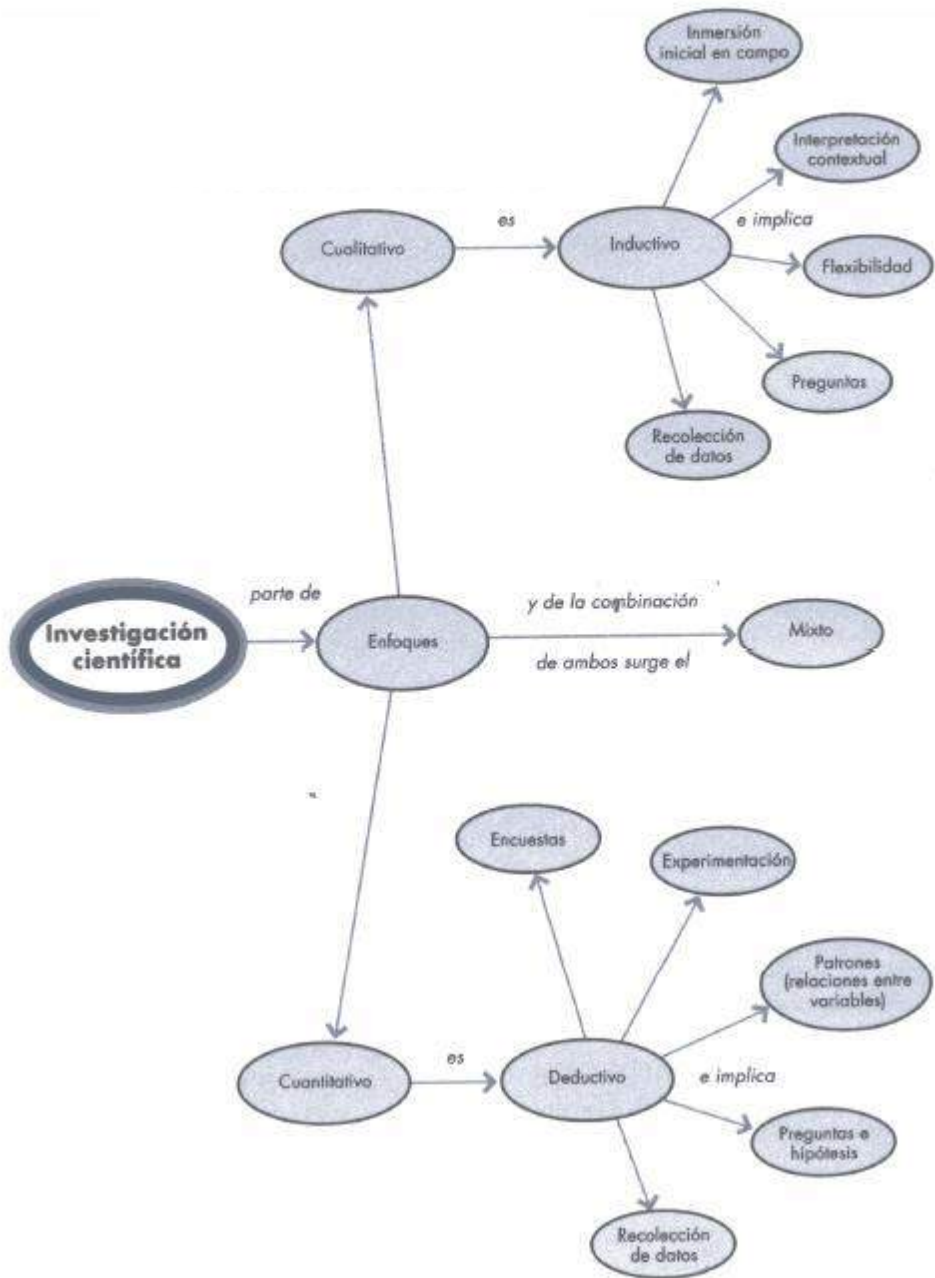 Inmersión
inicial en campo
Interpretación
contextual
es
e implica
Cualitativo
Inductivo
Flexibilidad
Preguntas
Recolección
de datos
parte de
y de la combinación
Investigación
científica
Enfoques
Mixto
de ambos surge el
Encuestas
Experimentación
Patrones
(relaciones entre
variables)
es
e implica
Cuantitativo
Deductivo
Preguntas e
hipótesis
Recolección
de datos